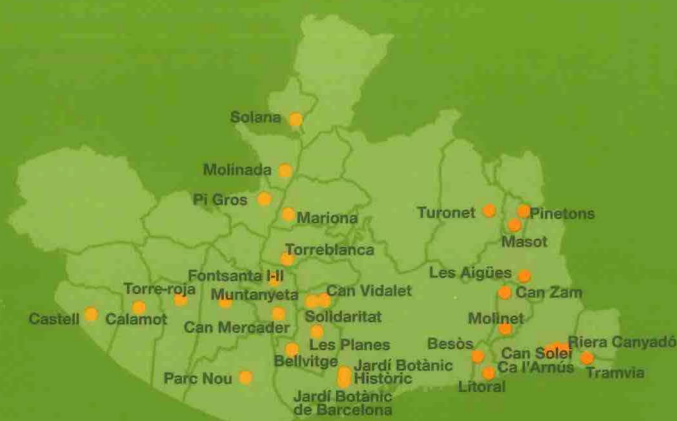 Solana
Molinada
Pi Gros
Mariona
Turonet
Pinetons
Masot
Torreblanca
Fontsanta I-II
Les Aigües
Torre-roja
Muntanyeta
Can Vidalet
Can Zam
Castell
Calamot
Can Mercader
Solidaritat
Molinet
Les Planes
Besòs
Can Solei
Riera Canyadó
Bellvitge
Ca l'Arnús
Tramvia
Parc Nou
Jardí Botànic
Històric
Litoral
Jardí Botànic
de Barcelona